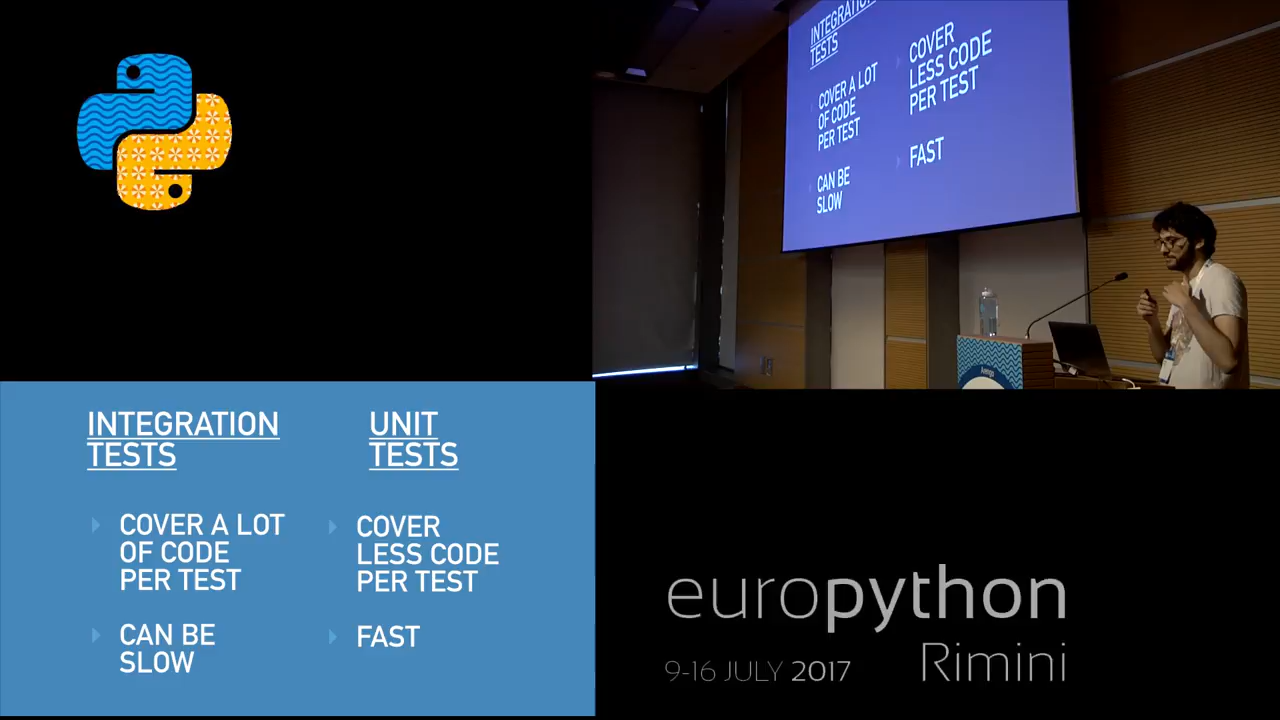 INTEGRATION
TESTS
COVER A LOT
OF CODE
PER TEST
CAN BE
SLOW
COVER
LESS CODE
PER TEST
FAST
INTEGRATION
TESTS
COVER A LOT
OF CODE
PER TEST
CAN BE
SLOW
UNIT
TESTS
COVER
LESS CODE
PER TEST
FAST
europython
Rimini
9-16 JULY 2017